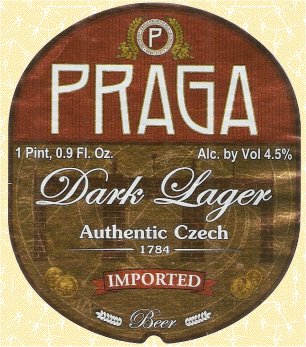 P
PRAGA
1 Pint, 0.9 Fl. Oz. Alc. by Vol 4.5%
Dark Lager
Authentic Czech
1784
IMPORTED
Beer